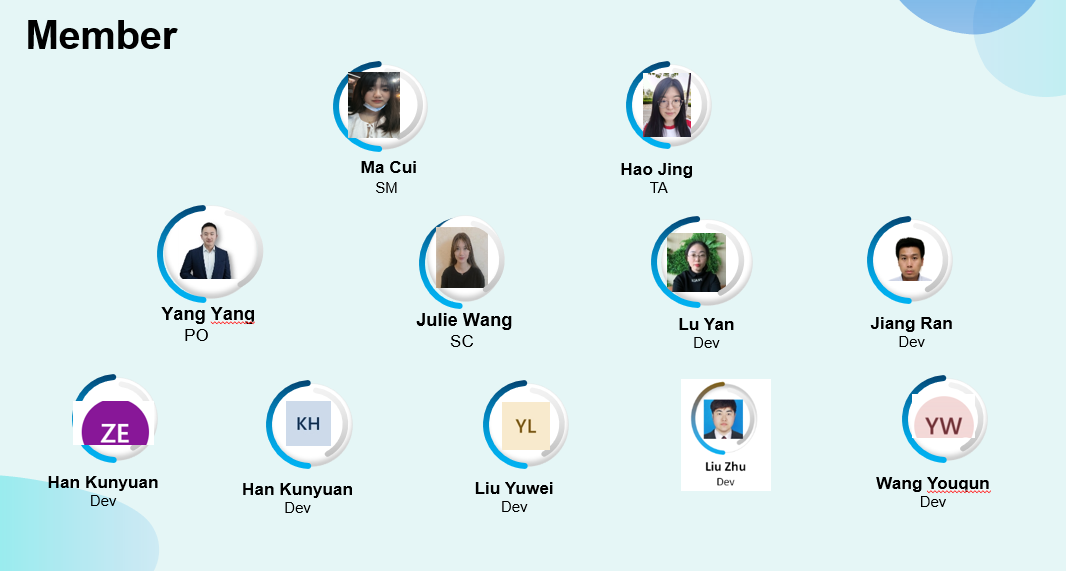 Member
Ma Cui
SM
Hao Jing
TA
Yang Yang
PO
Julie Wang
SC
Lu Yan
Dev
Jiang Ran
Dev
ZE
Han Kunyuan
Dev
KH
Han Kunyuan
Dev
YL
Liu Yuwei
Dev
Liu Zhu
Dev
YW
Wang Youqun
Dev